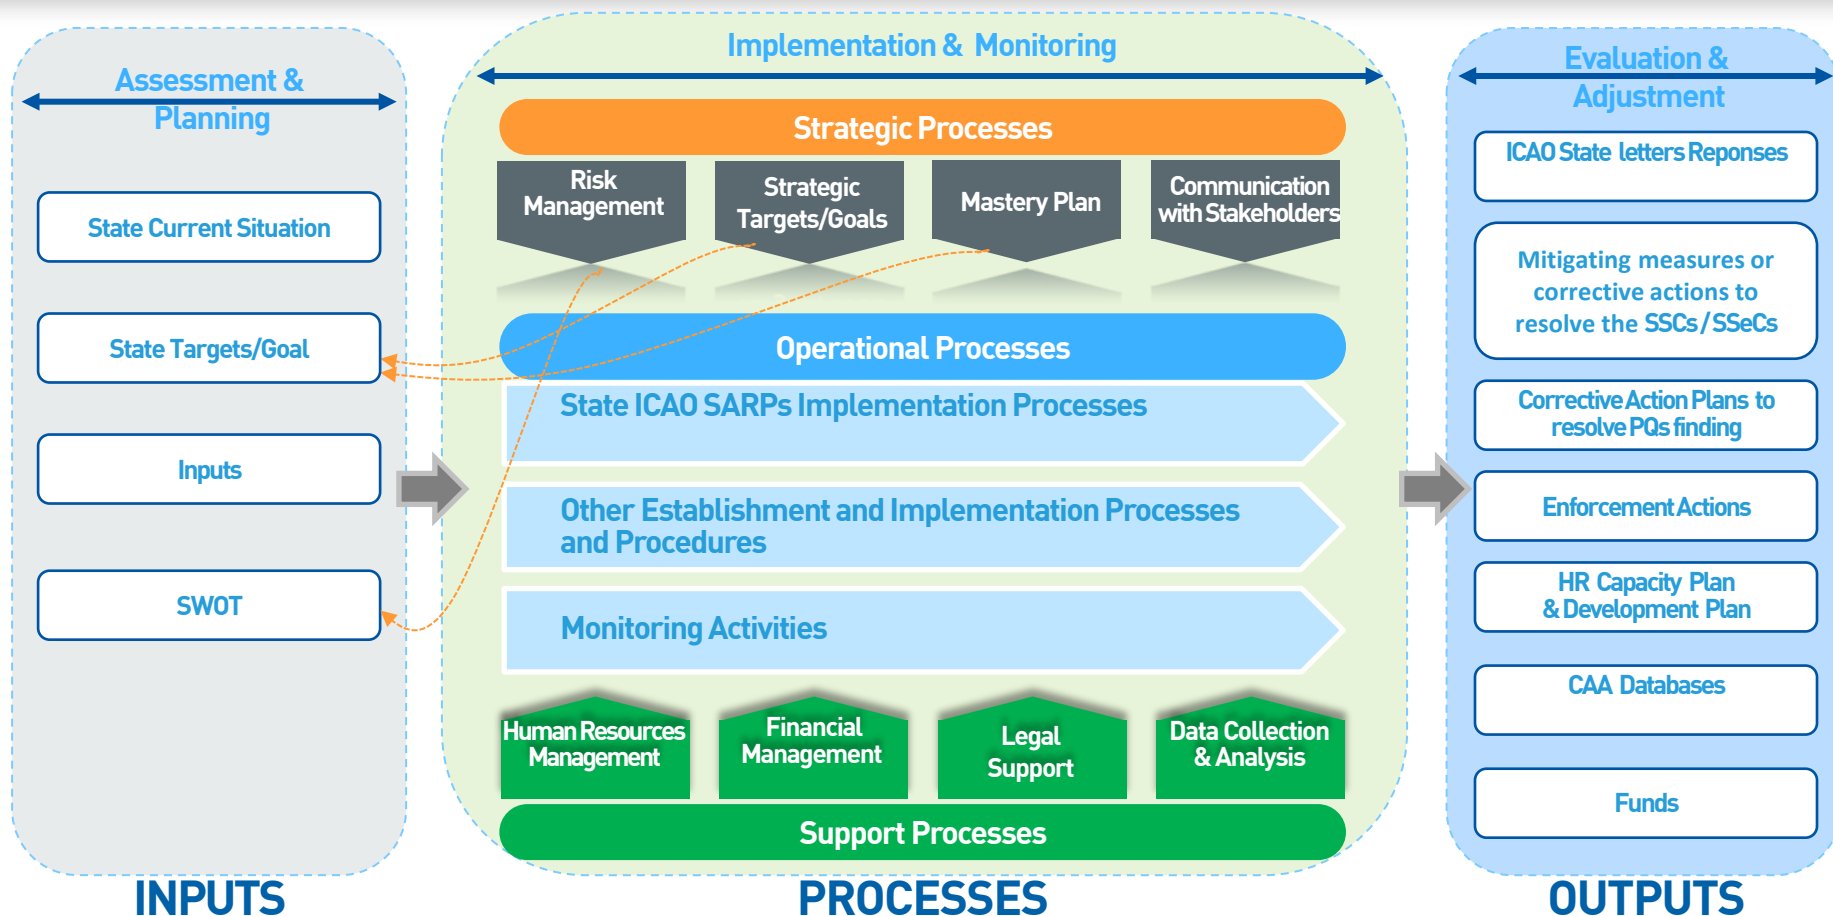 Assessment &
Planning
State Current Situation
State Targets/Goal
Inputs
SWOT
INPUTS
Implementation & Monitoring
Strategic Processes
Risk
Management
Strategic
Targets/Goals
Mastery Plan
Communication
with Stakeholders
Operational Processes
State ICAO SARPs Implementation Processes
Other Establishment and Implementation Processes
and Procedures
Monitoring Activities
Human Resources
Management
Financial
Management
Legal
Support
Data Collection
& Analysis
Support Processes
PROCESSES
Evaluation &
Adjustment
ICAO State letters Reponses
Mitigating measures or
corrective actions to
resolve the SSCs/SSeCs
Corrective Action Plans to
resolve PQs finding
Enforcement Actions
HR Capacity Plan
& Development Plan
CAA Databases
Funds
OUTPUTS